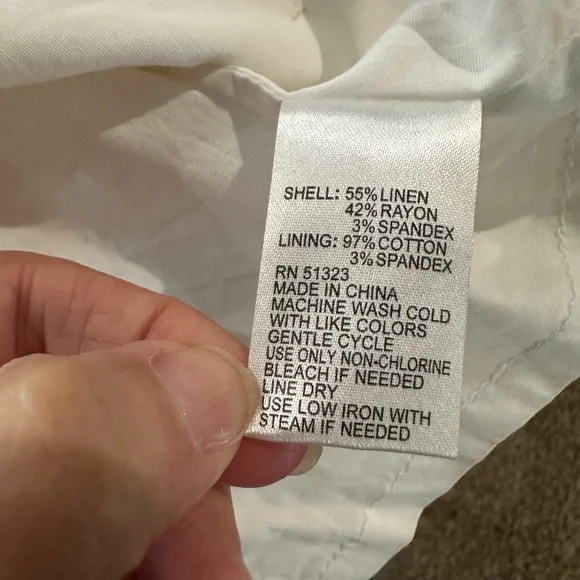 SHELL: 55% LINEN
42% RAYON
3% SPANDEX
LINING: 97% COTTON
3% SPANDEX
RN 51323
MADE IN CHINA
MACHINE WASH COLD
WITH LIKE COLORS
GENTLE CYCLE
USE ONLY NON-CHLORINE
BLEACH IF NEEDED
LINE DRY
USE LOW IRON WITH
STEAM IF NEEDED